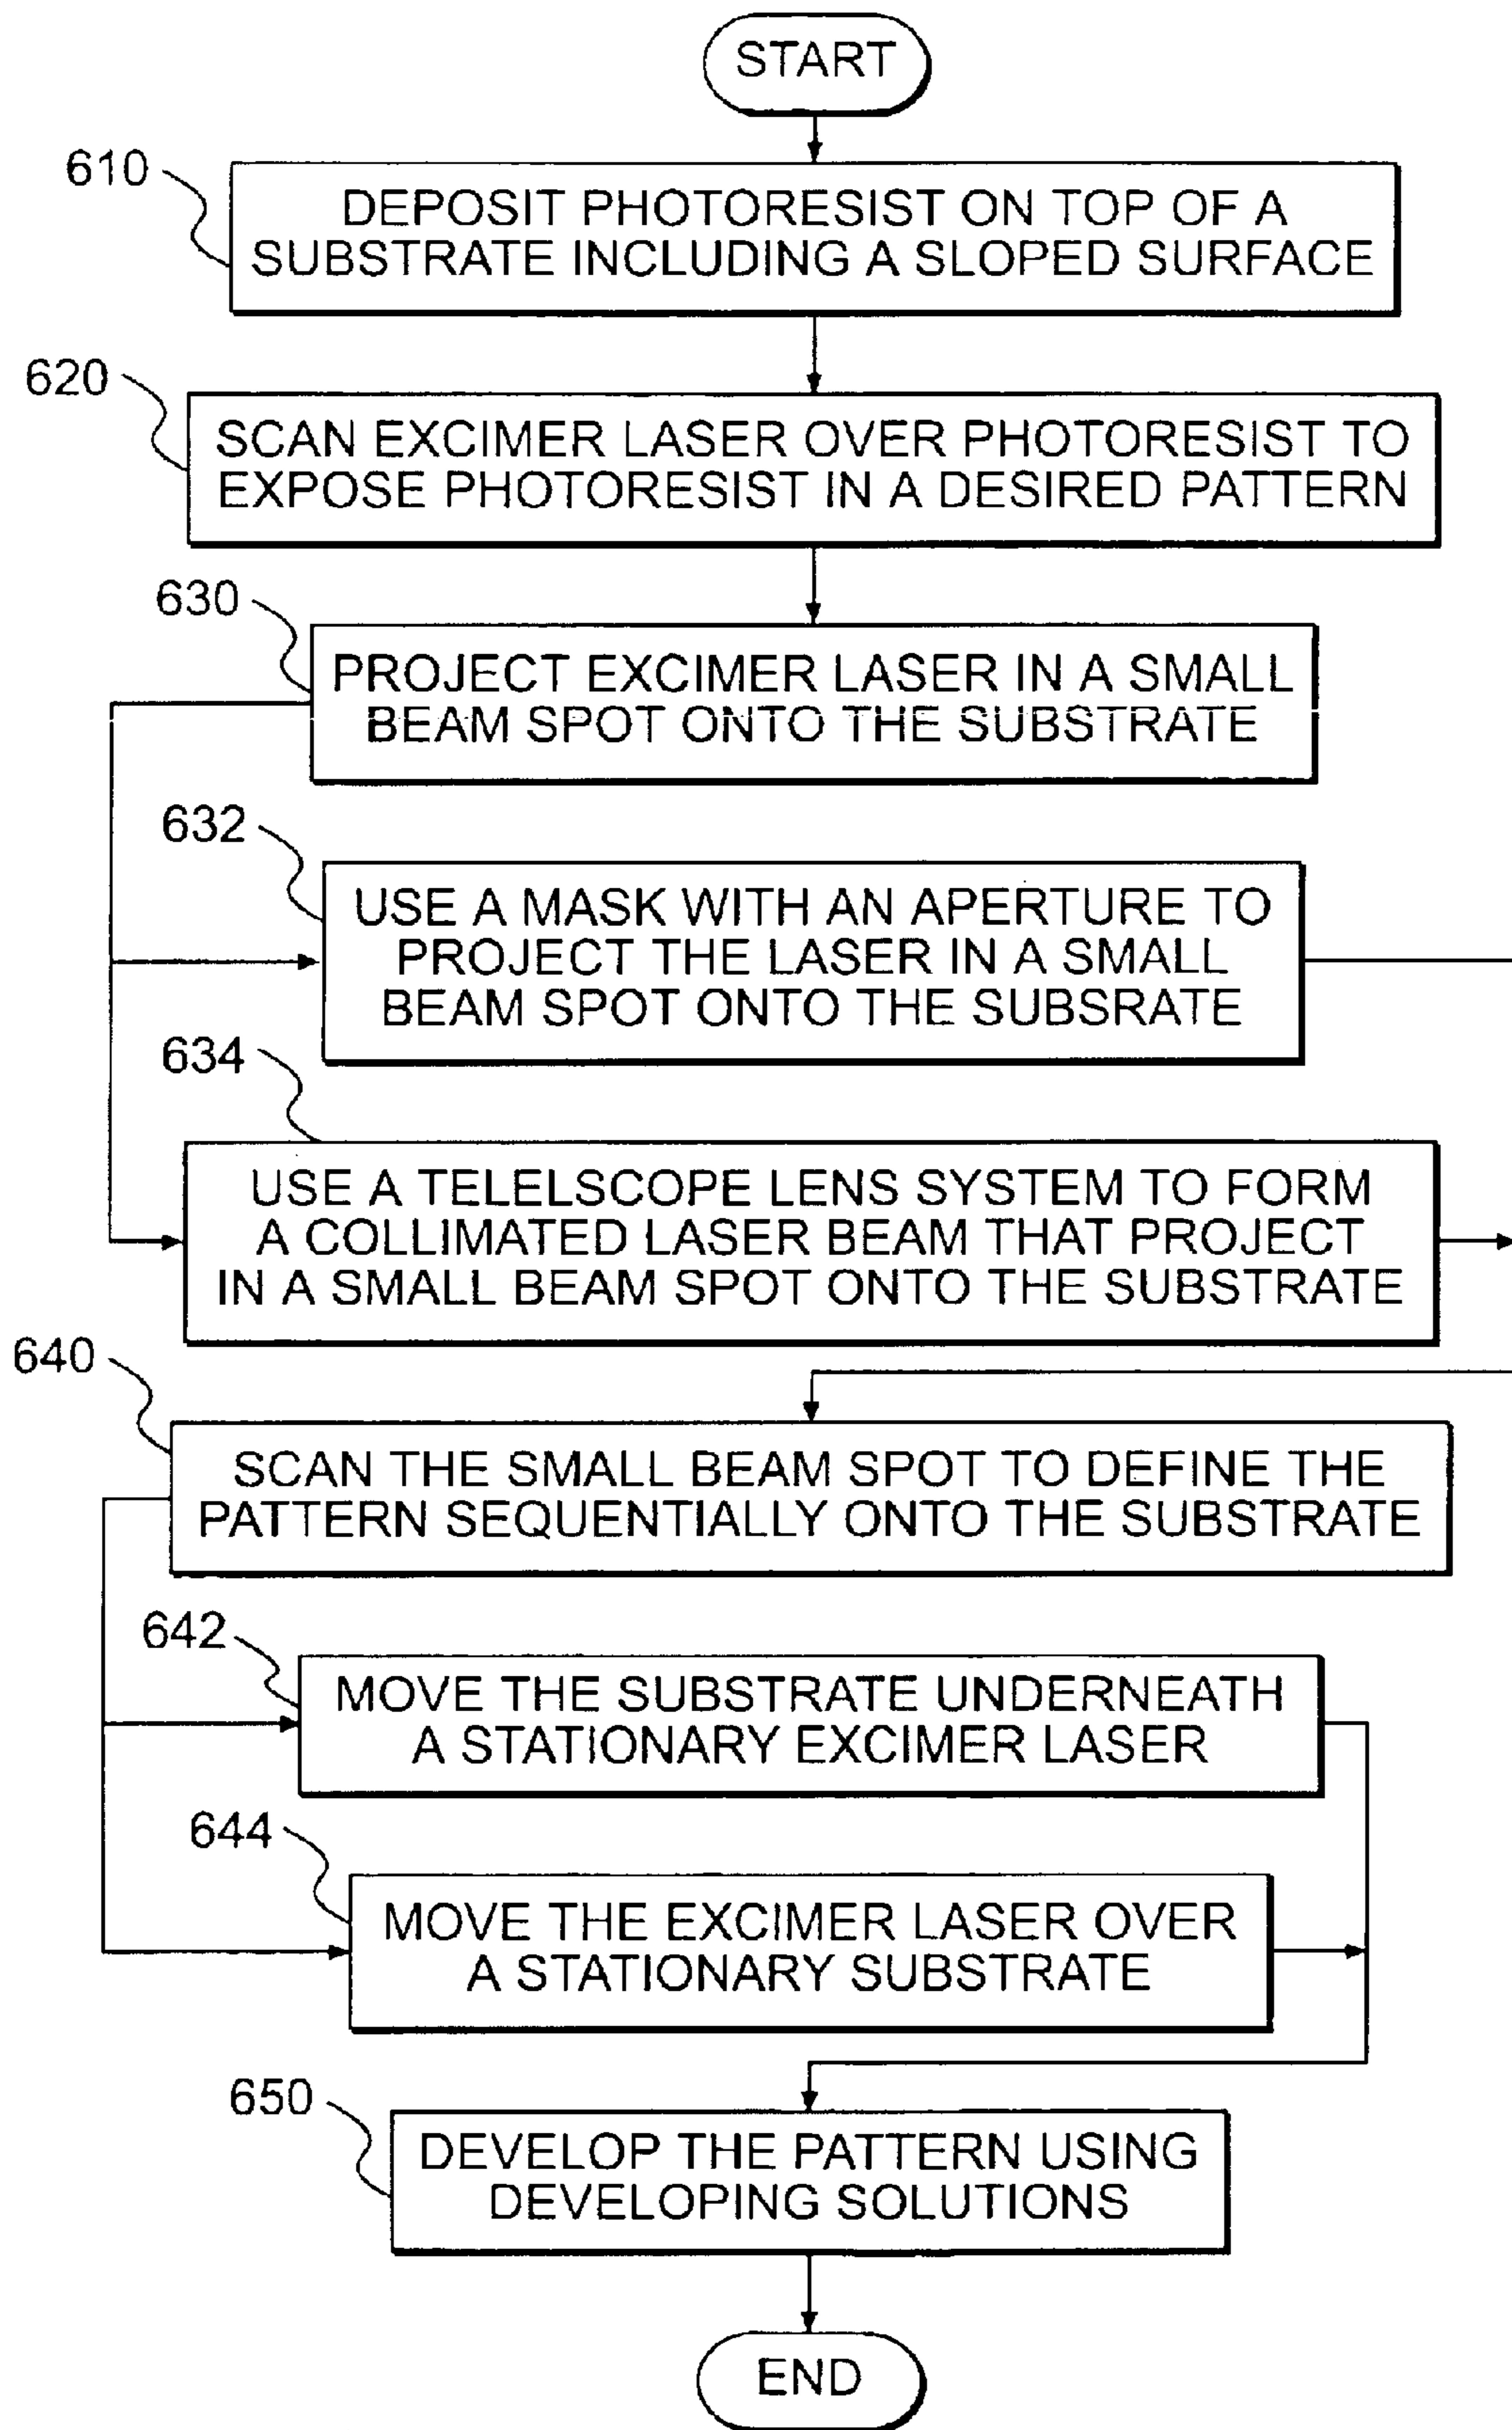 START
610
DEPOSIT PHOTORESIST ON TOP OF A
SUBSTRATE INCLUDING A SLOPED SURFACE
620
SCAN EXCIMER LASER OVER PHOTORESIST TO
EXPOSE PHOTORESIST IN A DESIRED PATTERN
630
PROJECT EXCIMER LASER IN A SMALL
BEAM SPOT ONTO THE SUBSTRATE
632
USE A MASK WITH AN APERTURE TO
PROJECT THE LASER IN A SMALL
BEAM SPOT ONTO THE SUBSRATE
634
USE A TELELSCOPE LENS SYSTEM TO FORM
A COLLIMATED LASER BEAM THAT PROJECT
IN A SMALL BEAM SPOT ONTO THE SUBSTRATE
640
SCAN THE SMALL BEAM SPOT TO DEFINE THE
PATTERN SEQUENTIALLY ONTO THE SUBSTRATE
642
MOVE THE SUBSTRATE UNDERNEATH
A STATIONARY EXCIMER LASER
644
MOVE THE EXCIMER LASER OVER
A STATIONARY SUBSTRATE
650
DEVELOP THE PATTERN USING
DEVELOPING SOLUTIONS
END